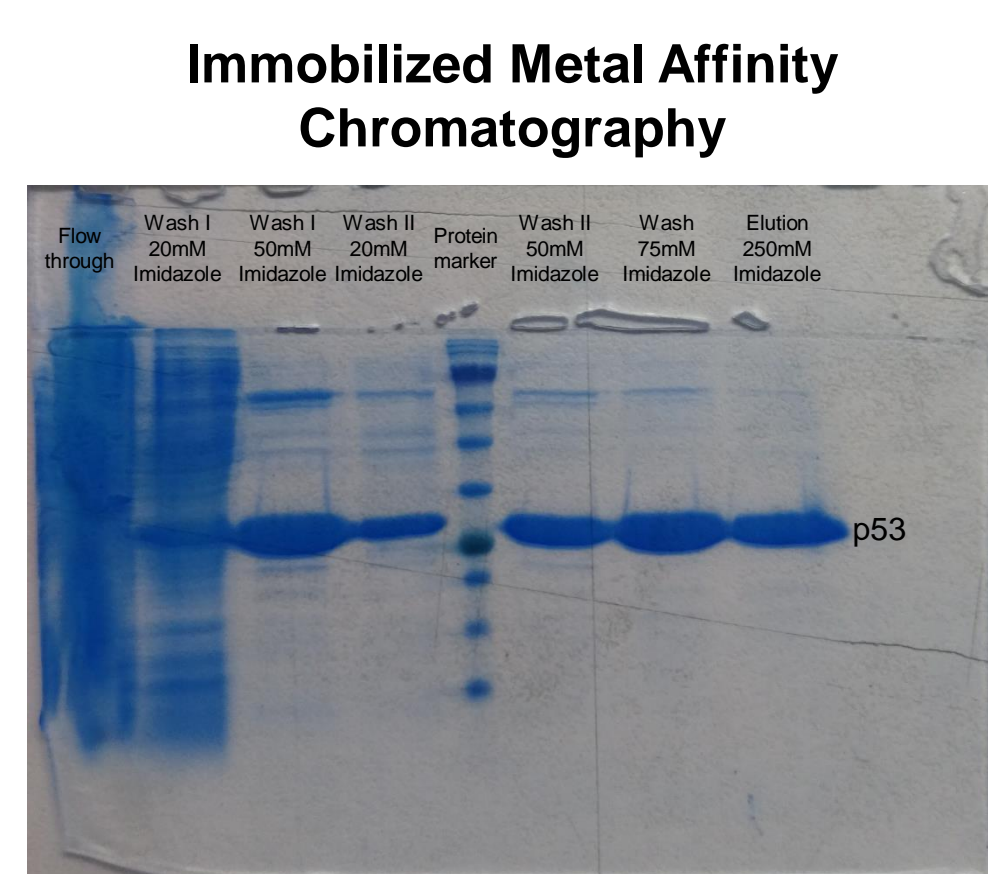 Immobilized Metal Affinity
Chromatography
Flow
through
Wash I
20mM
Imidazole
Wash I
50mM
Imidazole
Wash II
20mM
Imidazole
Protein
marker
Wash II
50mM
Imidazole
Wash
75mM
Imidazole
Elution
250mM
Imidazole
p53